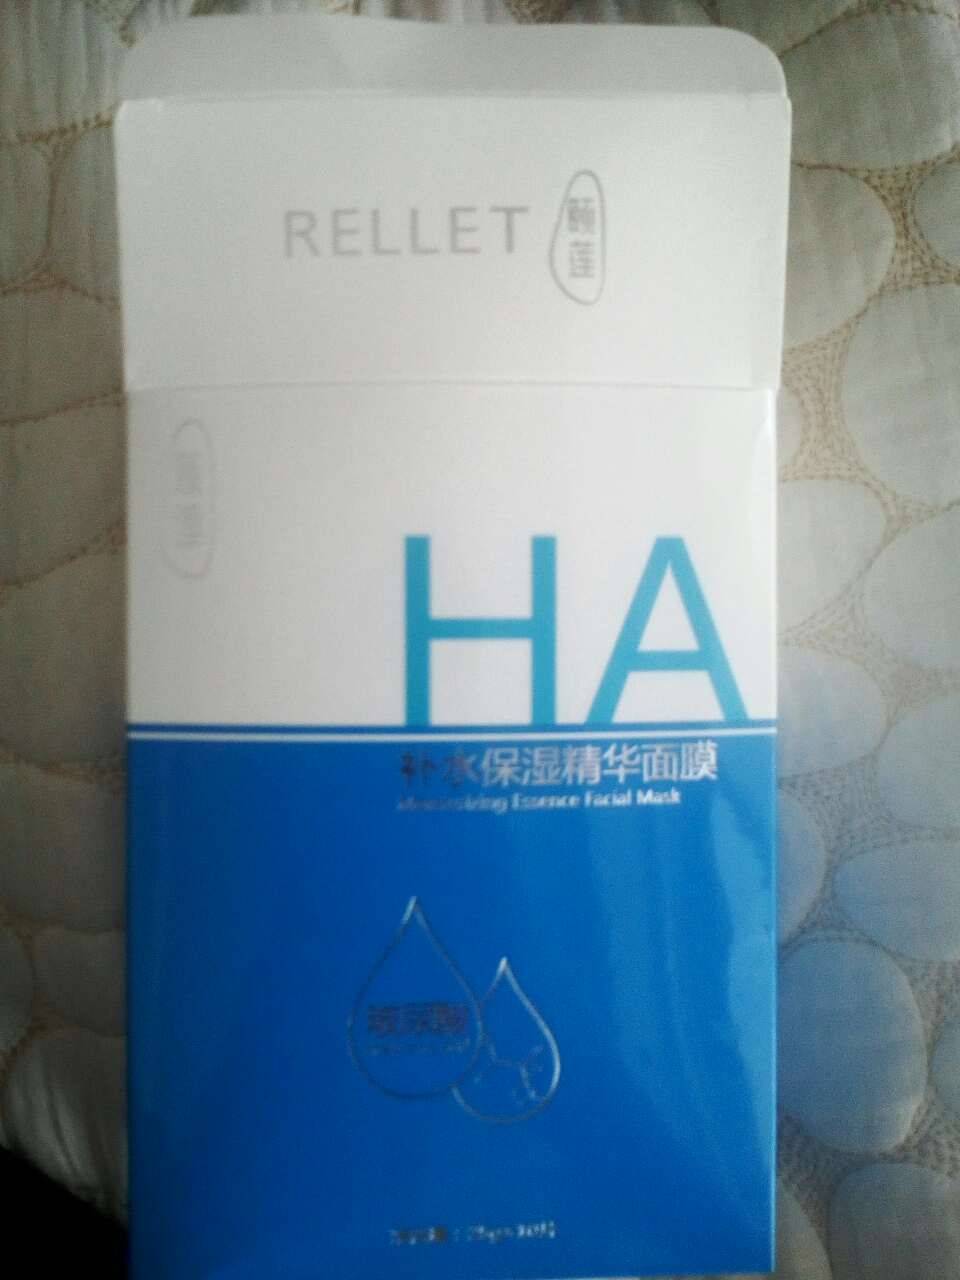 RELLET
颐莲
HA
补水保湿精华面膜
Moisturizing Essence Facial Mask
玻尿酸